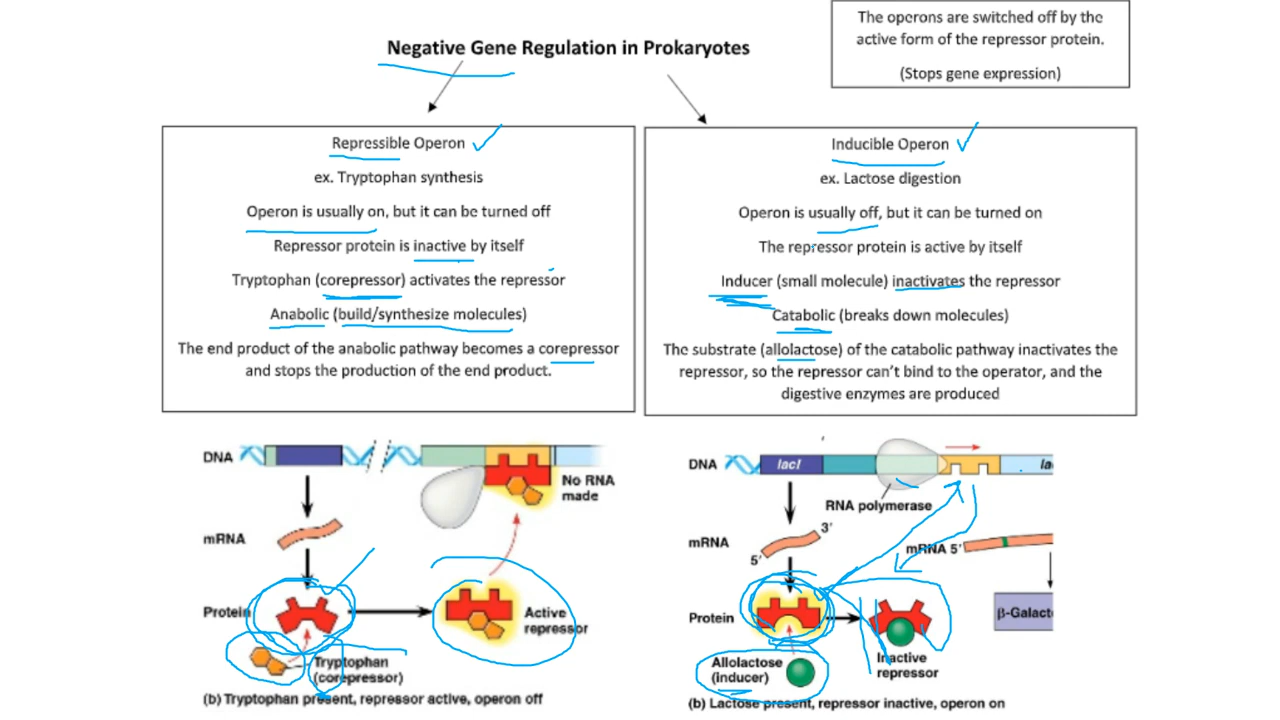 The operons are switched off by the
active form of the repressor protein.
(Stops gene expression)
Negative Gene Regulation in Prokaryotes
Repressible Operon
ex. Tryptophan synthesis
Operon is usually on, but it can be turned off
Repressor protein is inactive by itself
Tryptophan (corepressor) activates the repressor
Anabolic (build/synthesize molecules)
The end product of the anabolic pathway becomes a corepressor
and stops the production of the end product.
Inducible Operon
ex. Lactose digestion
Operon is usually off, but it can be turned on
The repressor protein is active by itself
Inducer (small molecule) inactivates the repressor
Catabolic (breaks down molecules)
The substrate (allolactose) of the catabolic pathway inactivates the
repressor, so the repressor can't bind to the operator, and the
digestive enzymes are produced
DNA
No RNA
made
mRNA
Protein
Active
repressor
Tryptophan
(corepressor)
(b) Tryptophan present, repressor active, operon off
DNA
lacI
la
RNA polymerase
3'
mRNA
5'
mRNA 5'
Protein
β-Galact
Allolactose
(inducer)
Inactive
repressor
(b) Lactose present, repressor inactive, operon on